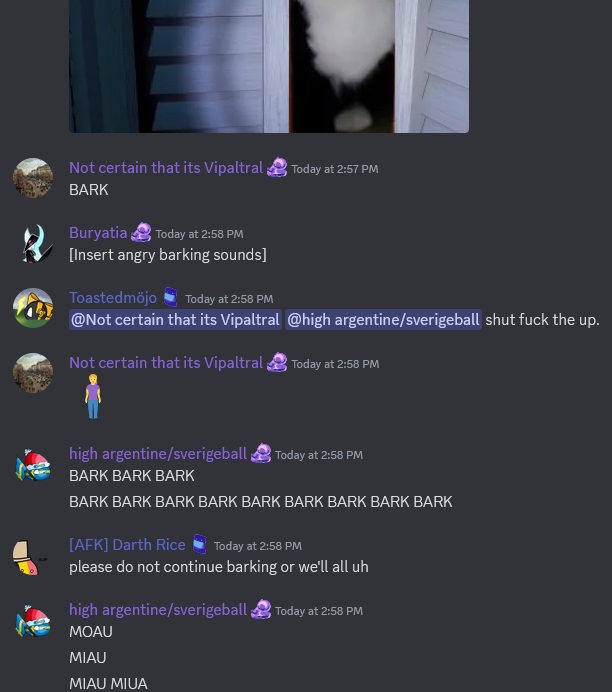 Not certain that its Vipaltral Today at 2:57 PM
BARK
Buryatia Today at 2:58 PM
[Insert angry barking sounds]
Toastedmöjo Today at 2:58 PM
@Not certain that its Vipaltral @high argentine/sverigeball shut fuck the up.
Not certain that its Vipaltral Today at 2:58 PM
high argentine/sverigeball Today at 2:58 PM
BARK BARK BARK
BARK BARK BARK BARK BARK BARK BARK BARK BARK
[AFK] Darth Rice Today at 2:58 PM
please do not continue barking or we'll all uh
high argentine/sverigeball Today at 2:58 PM
MOAU
MIAU
MIAU MIUA